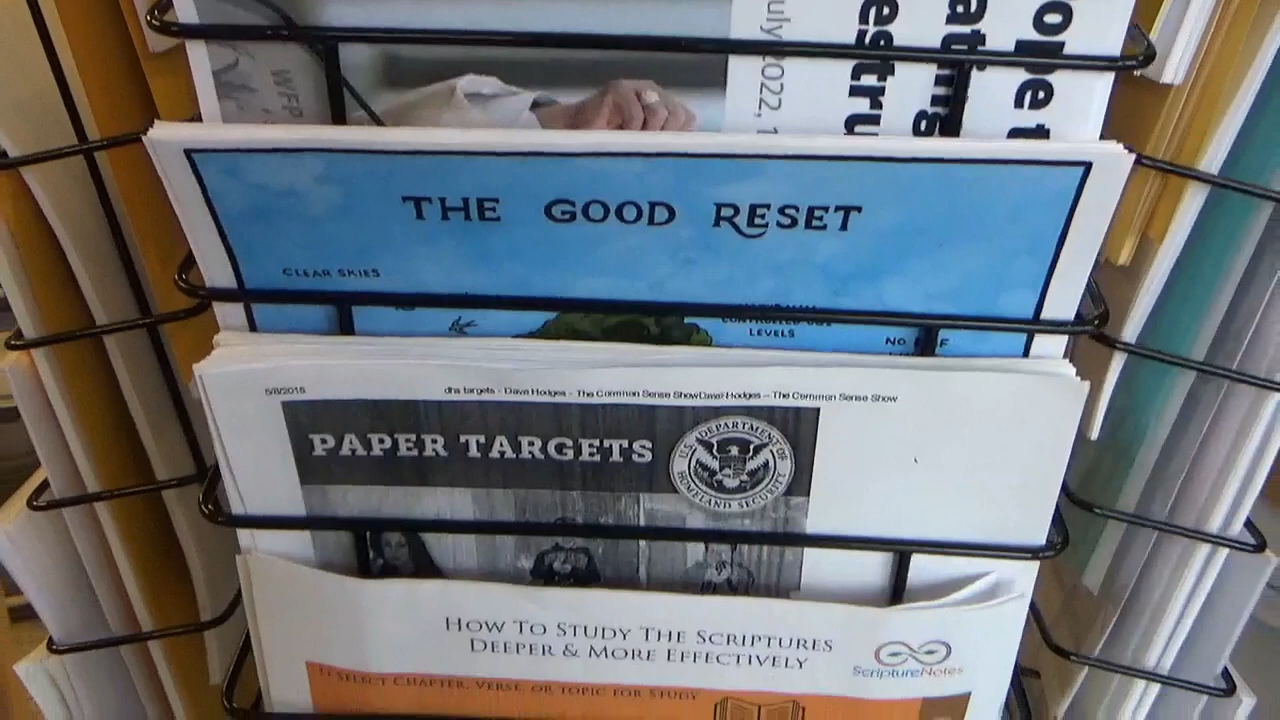 WFP
2022, 1
THE GOOD RESET
CLEAR SKIES
LEVELS
NO
5/8/2015
dhs targets - Dave Hodges - The Common Sense ShowDave Hodges – The Common Sense Show
PAPER TARGETS
U.S. DEPARTMENT OF
HOMELAND SECURITY
HOW TO STUDY THE SCRIPTURES
DEEPER & MORE EFFECTIVELY
ScriptureNotes
SELECT CHAPTER, VERSE, OR TOPIC FOR STUDY